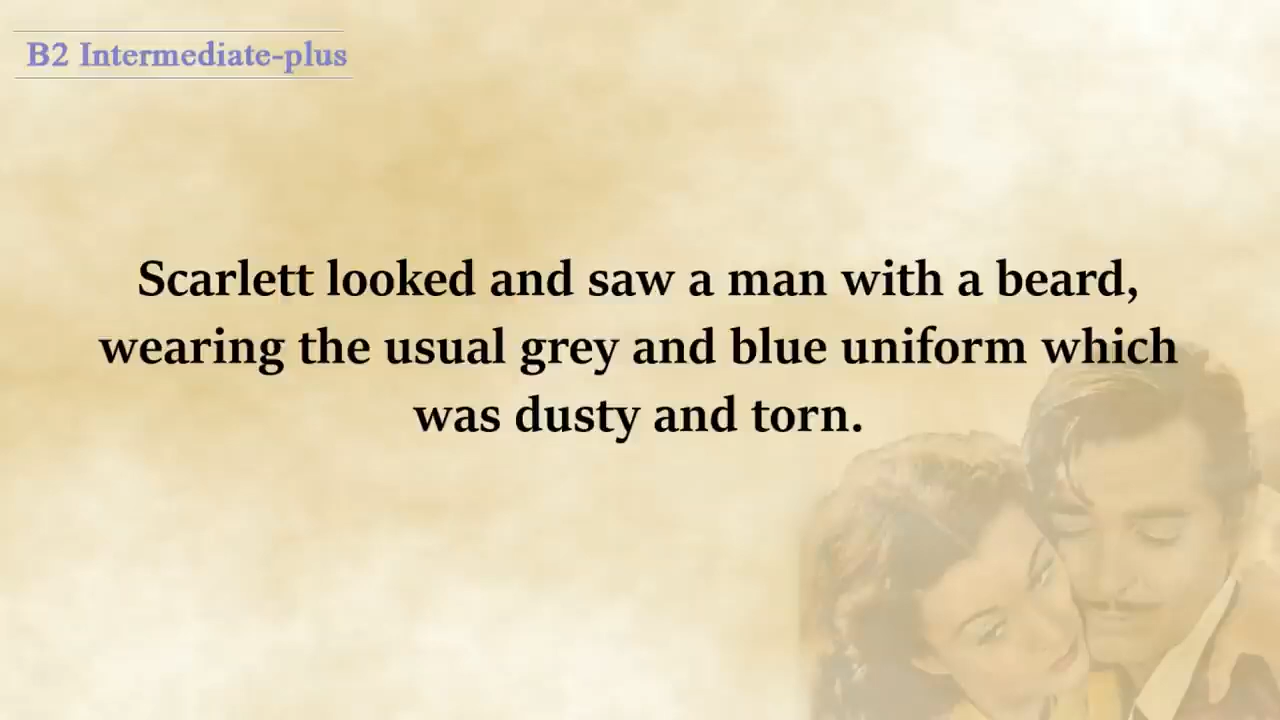 B2 Intermediate-plus
Scarlett looked and saw a man with a beard,
wearing the usual grey and blue uniform which
was dusty and torn.